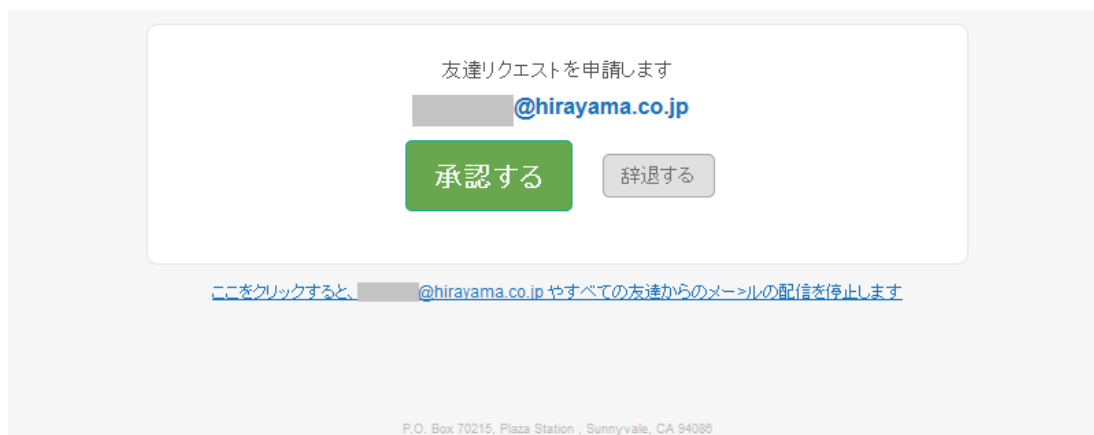 友達リクエストを申請します
@hirayama.co.jp
承認する
辞退する
ここをクリックすると、 @hirayama.co.jp やすべての友達からのメー>ルの配信を停止します
P.O. Box 70215, Plaza Station , Sunnyvale, CA 94086